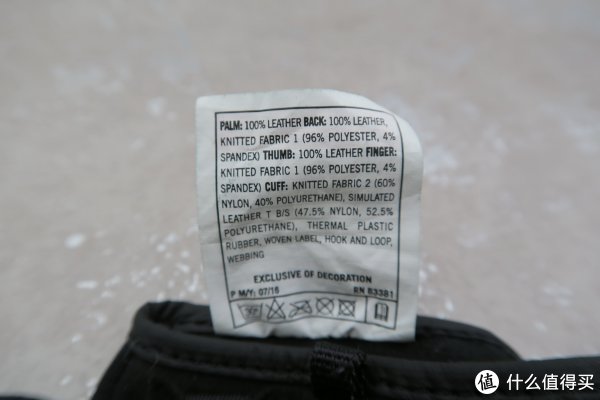 PALM: 100% LEATHER BACK: 100% LEATHER,
KNITTED FABRIC 1 (96% POLYESTER, 4%
SPANDEX) THUMB: 100% LEATHER FINGER:
KNITTED FABRIC 1 (96% POLYESTER, 4%
SPANDEX) CUFF: KNITTED FABRIC 2 (60%
NYLON, 40% POLYURETHANE), SIMULATED
LEATHER T B/S (47.5% NYLON, 52.5%
POLYURETHANE), THERMAL PLASTIC
RUBBER, WOVEN LABEL, HOOK AND LOOP,
WEBBING
EXCLUSIVE OF DECORATION
P M/Y: 07/16 RN 83381
30°
值 什么值得买